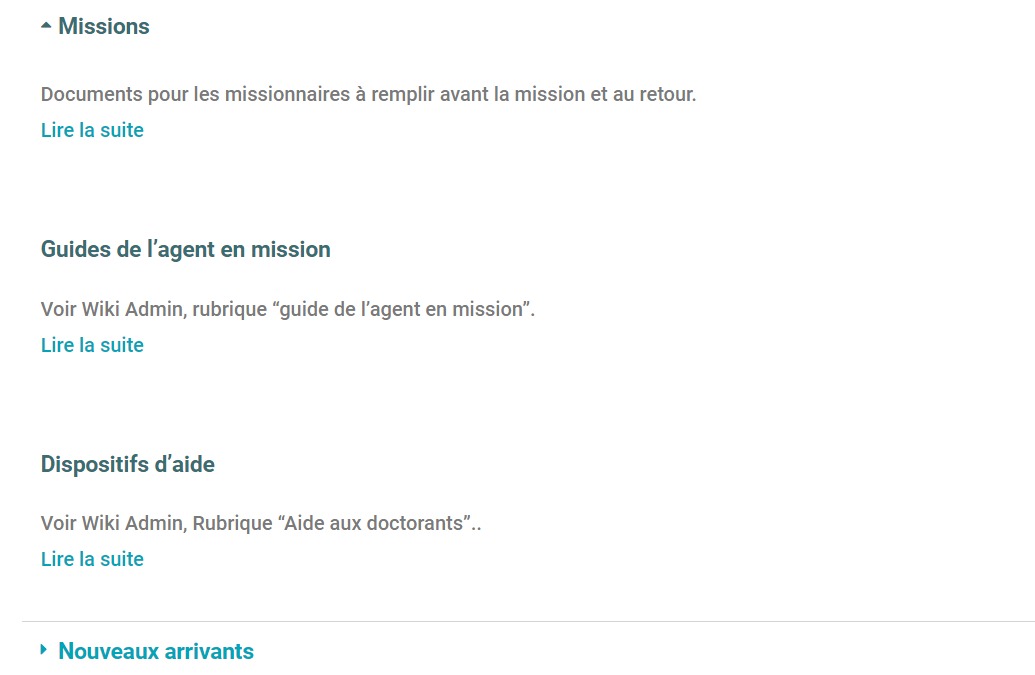 Missions
Documents pour les missionnaires à remplir avant la mission et au retour.
Lire la suite
Guides de l’agent en mission
Voir Wiki Admin, rubrique “guide de l’agent en mission”.
Lire la suite
Dispositifs d’aide
Voir Wiki Admin, Rubrique “Aide aux doctorants”..
Lire la suite
Nouveaux arrivants